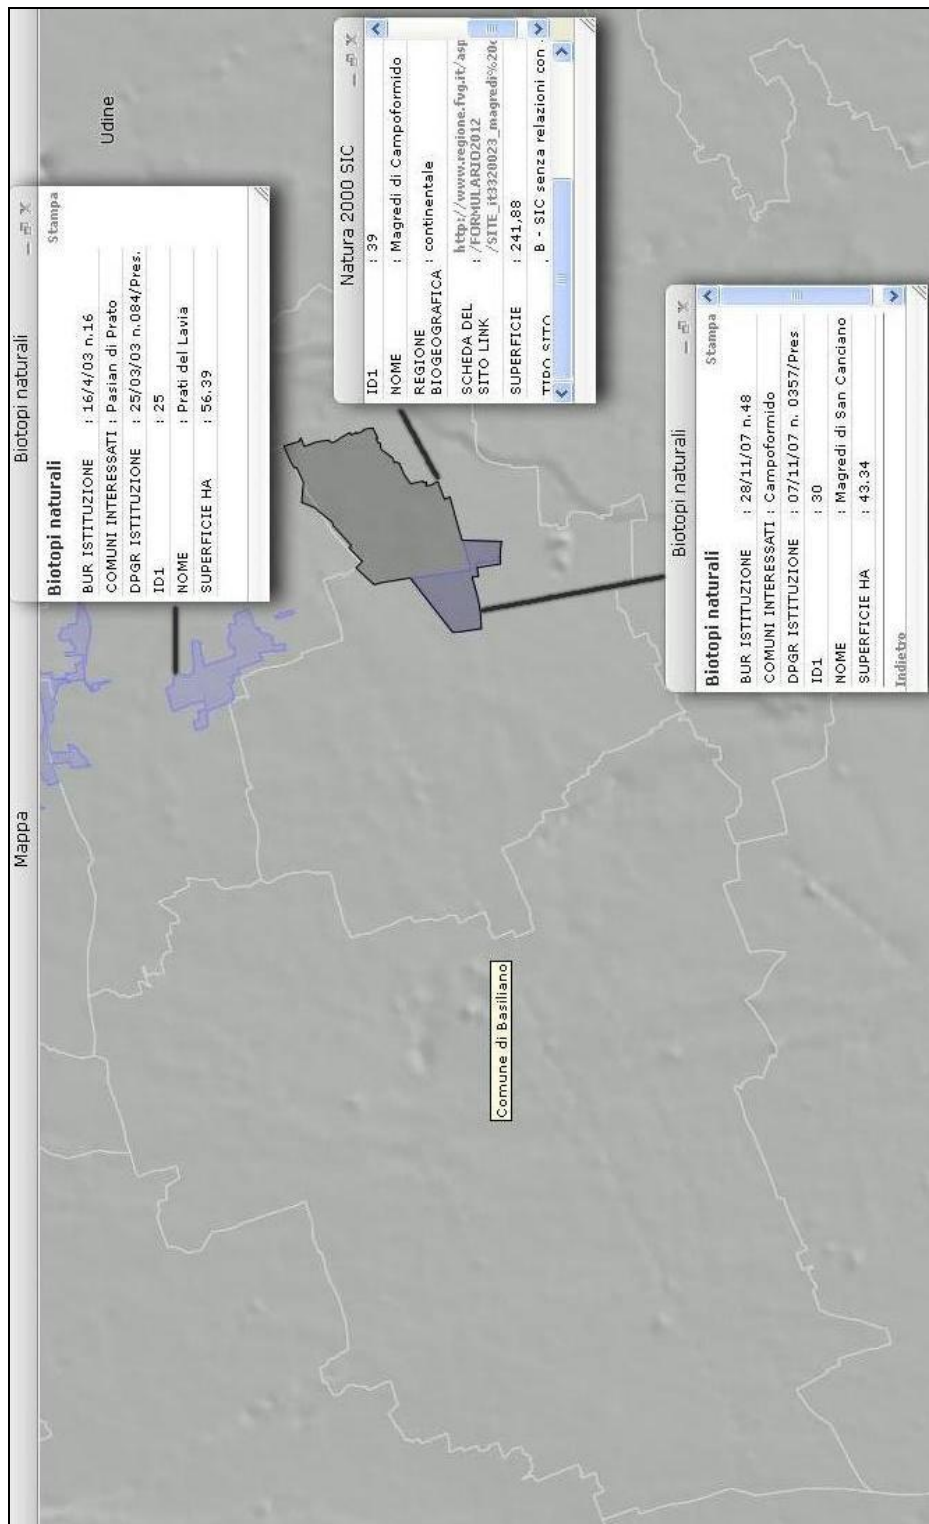 Mappa
Udine
Biotopi naturali
Stampa
Biotopi naturali
BUR ISTITUZIONE : 16/4/03 n.16
COMUNI INTERESSATI : Pasian di Prato
DPGR ISTITUZIONE : 25/03/03 n.084/Pres.
ID1 : 25
NOME : Prati del Lavia
SUPERFICIE HA : 56.39
Natura 2000 SIC
ID1 : 39
NOME : Magredi di Campoformido
REGIONE
BIOGEOGRAFICA : continentale
SCHEDA DEL
SITO LINK :
http://www.regione.fvg.it/asp
/FORMULARIO2012
/SITE_it3320023_magredi%20
SUPERFICIE : 241,88
TIPO SITO : B - SIC senza relazioni con
Comune di Basiliano
Biotopi naturali
Stampa
Biotopi naturali
BUR ISTITUZIONE : 28/11/07 n.48
COMUNI INTERESSATI : Campoformido
DPGR ISTITUZIONE : 07/11/07 n. 0357/Pres
ID1 : 30
NOME : Magredi di San Canciano
SUPERFICIE HA : 43.34
Indietro